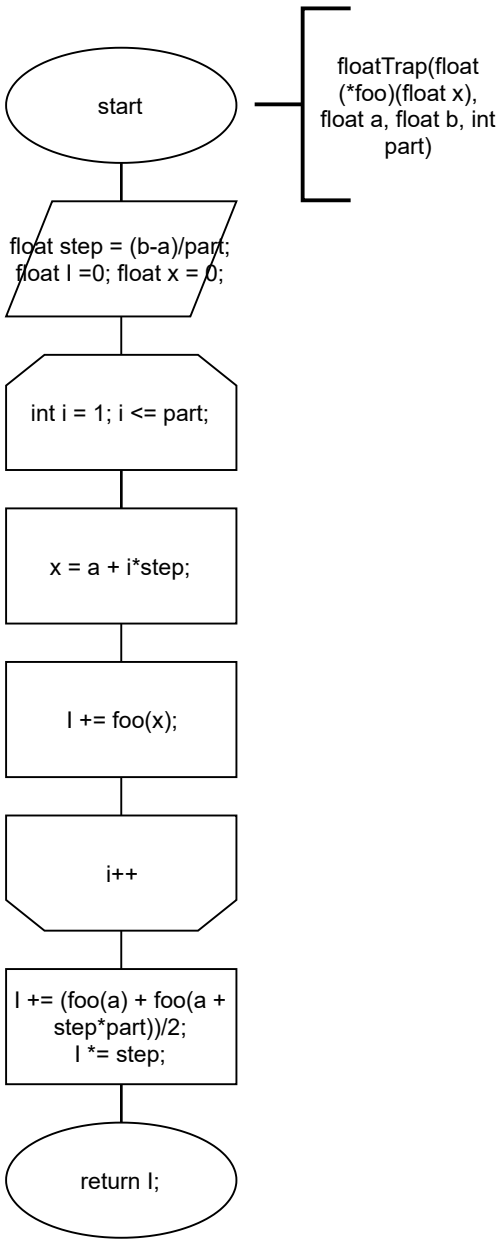 start
floatTrap(float
(*foo)(float x),
float a, float b, int
part)
float step = (b-a)/part;
float I =0; float x = 0;
int i = 1; i <= part;
x = a + i*step;
I += foo(x);
i++
I += (foo(a) + foo(a +
step*part))/2;
I *= step;
return I;